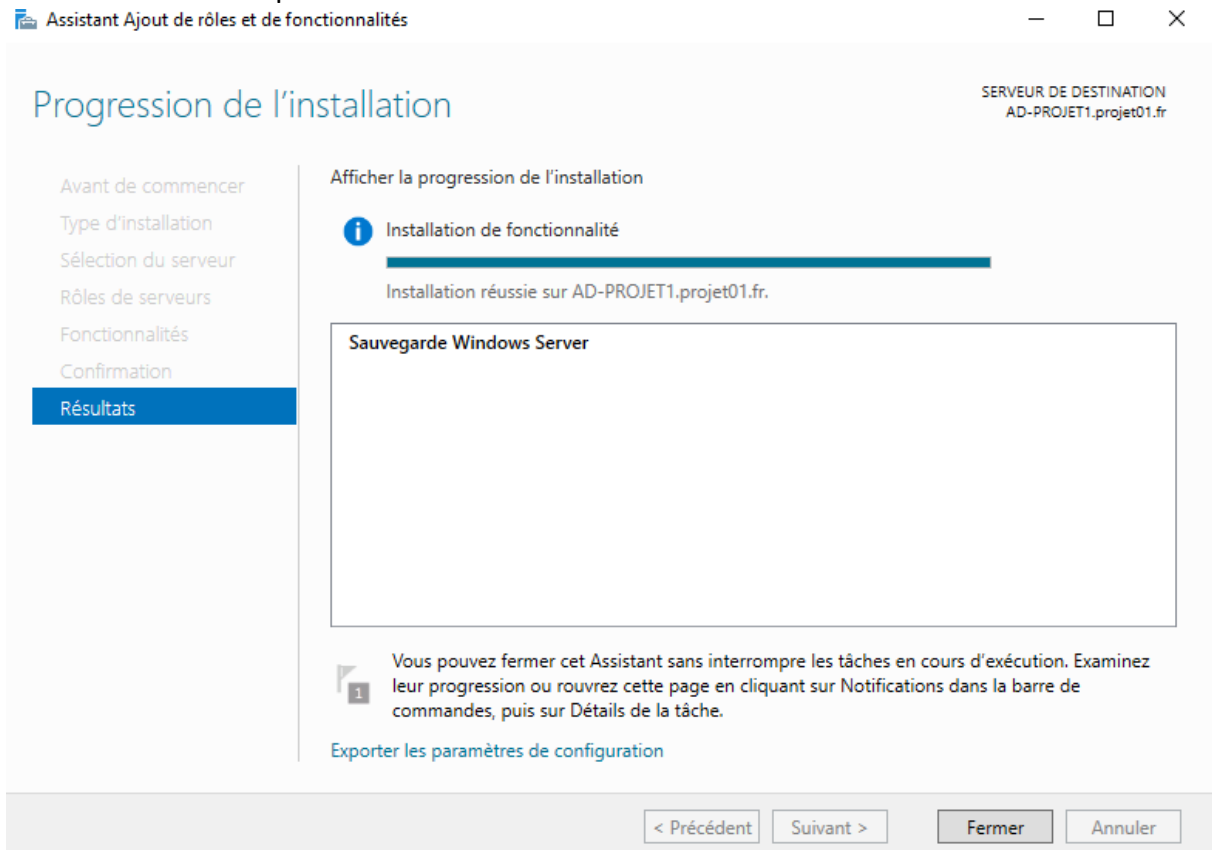 Assistant Ajout de rôles et de fonctionnalités
Progression de l'installation
SERVEUR DE DESTINATION
AD-PROJET1.projet01.fr
Avant de commencer
Type d'installation
Sélection du serveur
Rôles de serveurs
Fonctionnalités
Confirmation
Résultats
Afficher la progression de l'installation
Installation de fonctionnalité
Installation réussie sur AD-PROJET1.projet01.fr.
Sauvegarde Windows Server
1
Vous pouvez fermer cet Assistant sans interrompre les tâches en cours d'exécution. Examinez
leur progression ou rouvrez cette page en cliquant sur Notifications dans la barre de
commandes, puis sur Détails de la tâche.
Exporter les paramètres de configuration
< Précédent
Suivant >
Fermer
Annuler